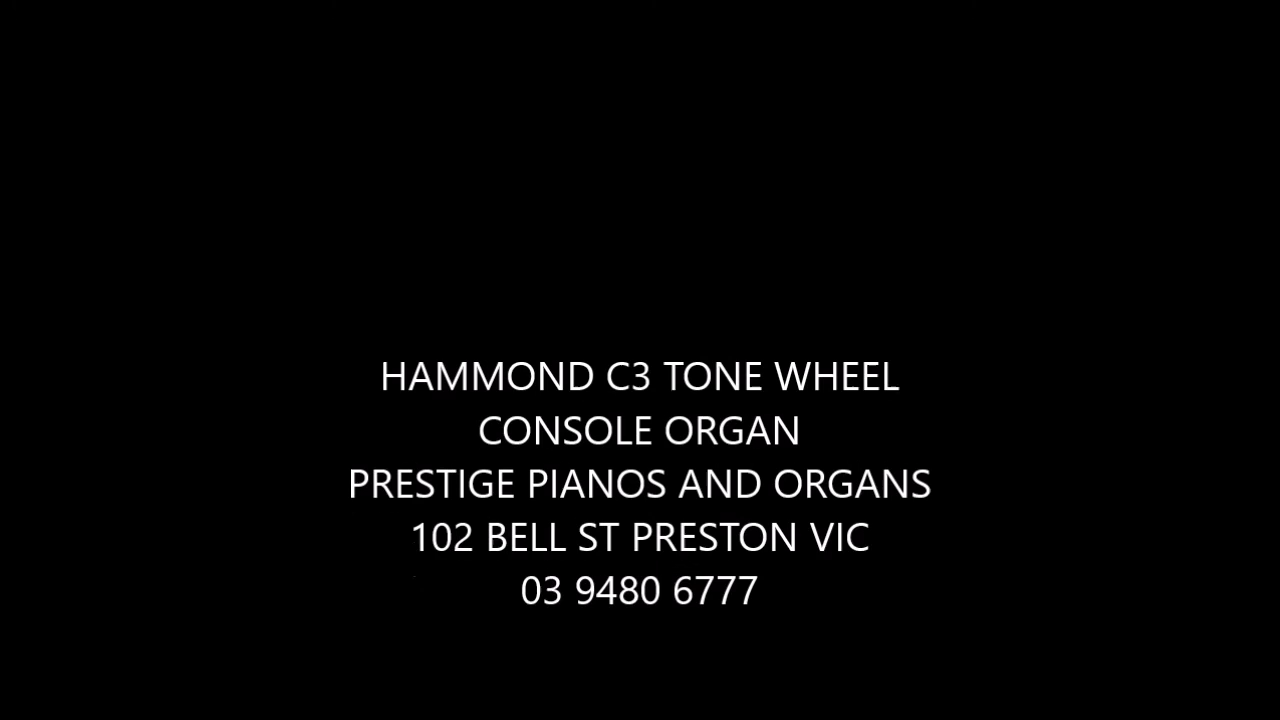 HAMMOND C3 TONE WHEEL
CONSOLE ORGAN
PRESTIGE PIANOS AND ORGANS
102 BELL ST PRESTON VIC
03 9480 6777